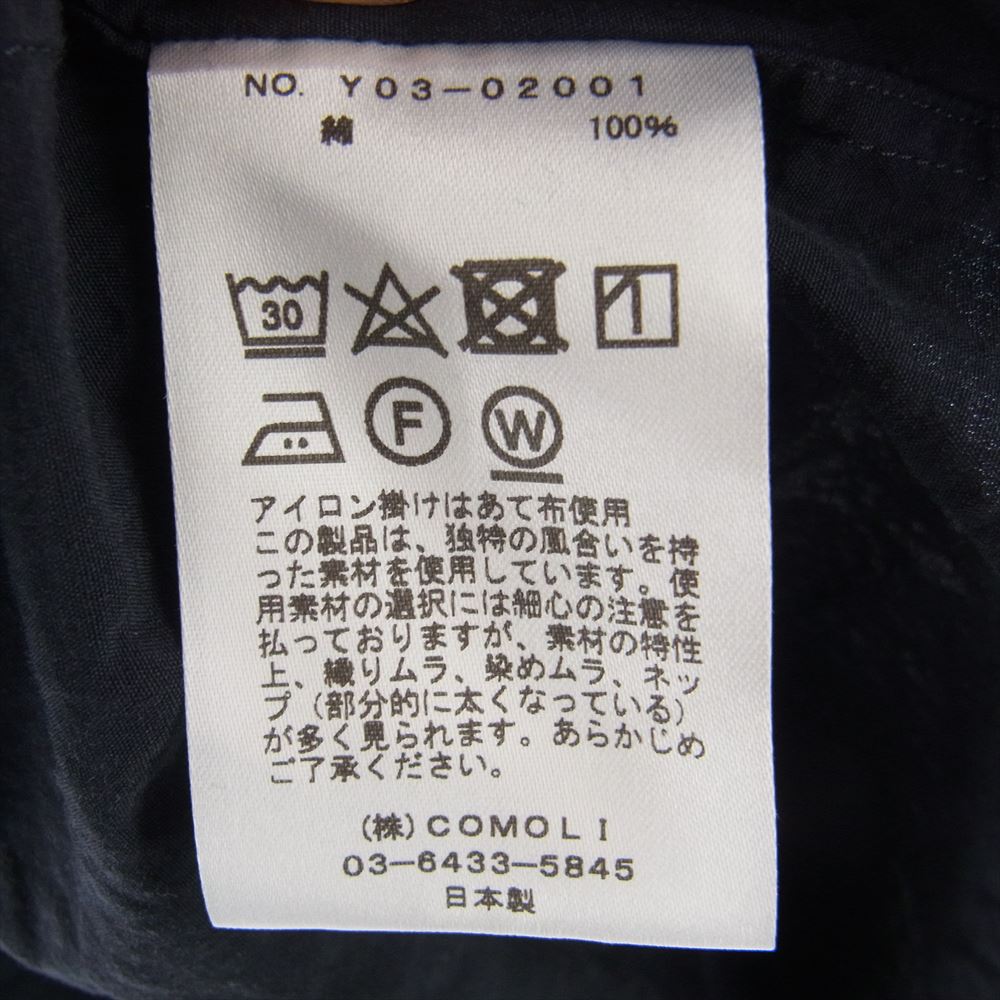 NO. Y03-02001
綿 100%
30
F
W
アイロン掛けはあて布使用
この製品は、独特の風合いを持
った素材を使用しています。使
用素材の選択には細心の注意を
払っておりますが、素材の特性
上、織りムラ、染めムラ、ネッ
プ(部分的に太くなっている)
が多く見られます。あらかじめ
ご了承ください。
(株)COMOLI
03-6433-5845
日本製